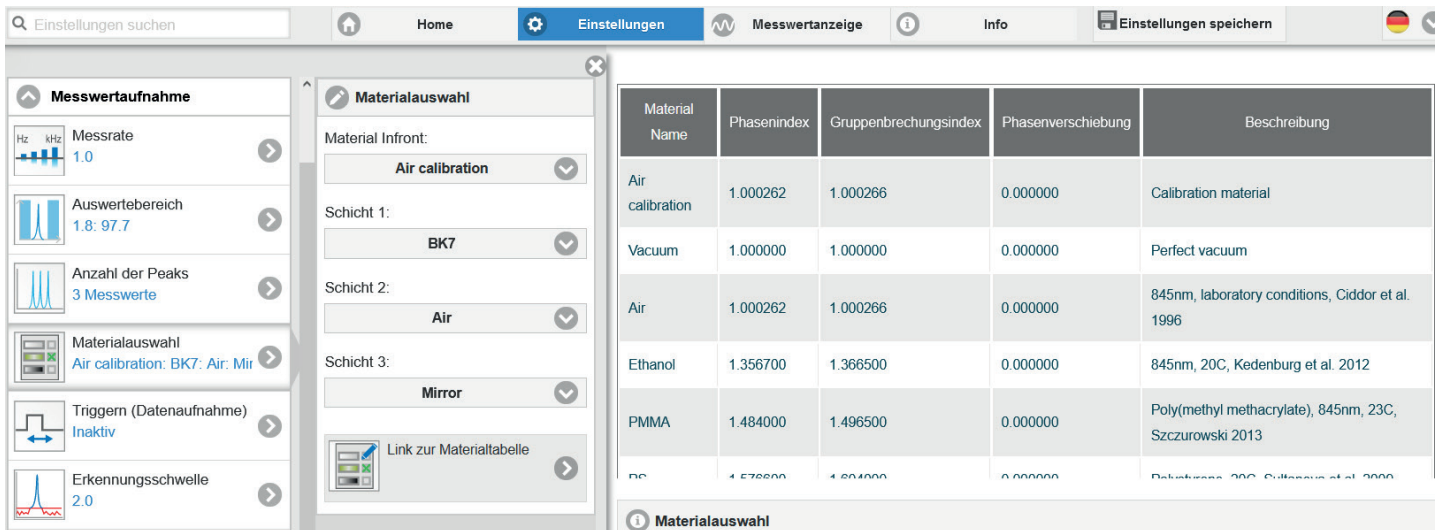 Einstellungen suchen
Home
Einstellungen
Messwertanzeige
Info
Einstellungen speichern
Messwertaufnahme
Hz kHz
Messrate
1.0
Auswertebereich
1.8: 97.7
Anzahl der Peaks
3 Messwerte
Materialauswahl
Air calibration: BK7: Air: Mir
Triggern (Datenaufnahme)
Inaktiv
Erkennungsschwelle
2.0
Materialauswahl
Material Infront:
Air calibration
Schicht 1:
BK7
Schicht 2:
Air
Schicht 3:
Mirror
Link zur Materialtabelle
Material
Name
Phasenindex
Gruppenbrechungsindex
Phasenverschiebung
Beschreibung
Air
calibration
1.000262
1.000266
0.000000
Calibration material
Vacuum
1.000000
1.000000
0.000000
Perfect vacuum
Air
1.000262
1.000266
0.000000
845nm, laboratory conditions, Ciddor et al.
1996
Ethanol
1.356700
1.366500
0.000000
845nm, 20C, Kedenburg et al. 2012
PMMA
1.484000
1.496500
0.000000
Poly(methyl methacrylate), 845nm, 23C,
Szczurowski 2013
Materialauswahl